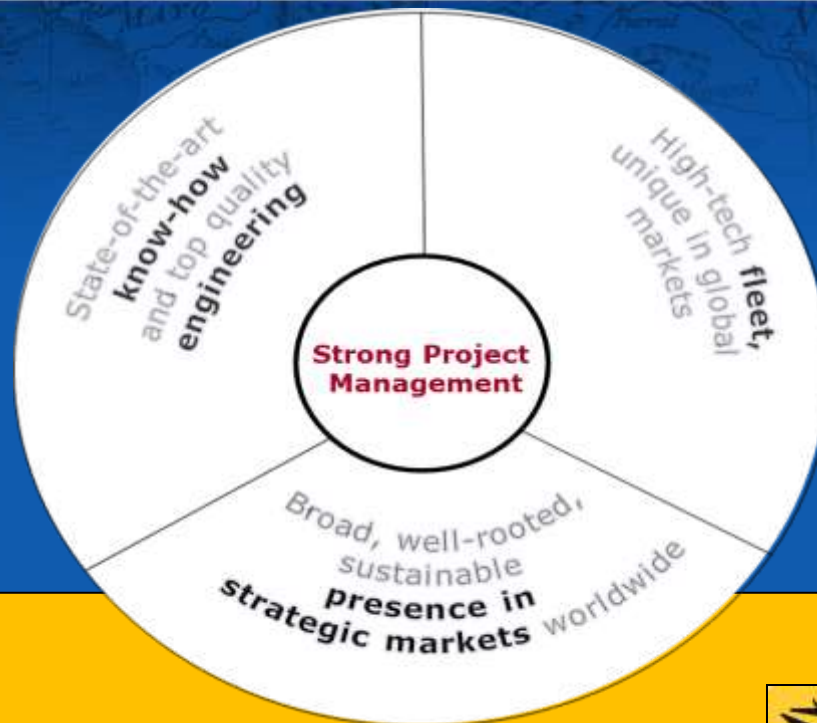 State-of-the-art
know-how
and top quality
engineering
High-tech fleet,
unique in global
markets
Strong Project
Management
Broad, well-rooted,
sustainable
presence in
strategic markets worldwide